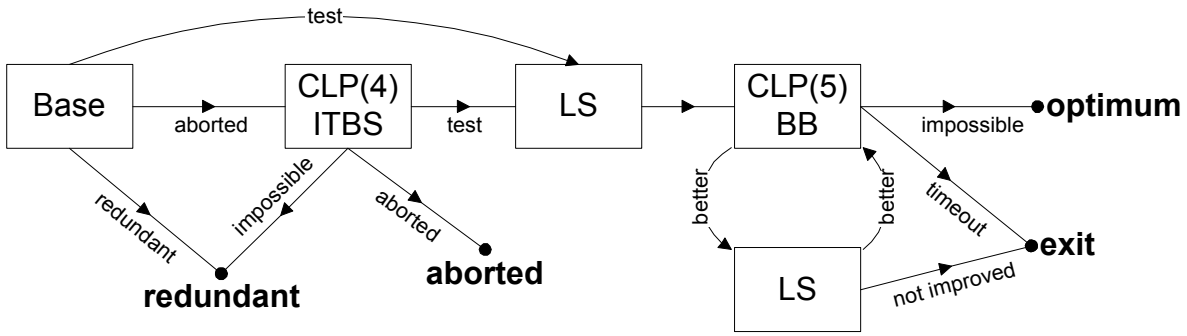 test
Base
aborted
CLP(4)
ITBS
test
LS
CLP(5)
BB
impossible
optimum
redundant
impossible
aborted
better
better
timeout
redundant
aborted
LS
not improved
exit